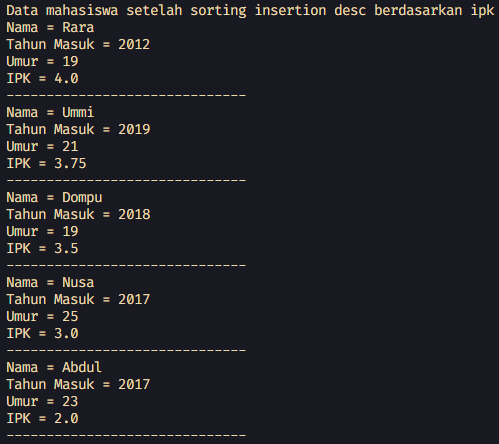 Data mahasiswa setelah sorting insertion desc berdasarkan ipk
Nama = Rara
Tahun Masuk = 2012
Umur = 19
IPK = 4.0
------------------------------
Nama = Ummi
Tahun Masuk = 2019
Umur = 21
IPK = 3.75
------------------------------
Nama = Dompu
Tahun Masuk = 2018
Umur = 19
IPK = 3.5
------------------------------
Nama = Nusa
Tahun Masuk = 2017
Umur = 25
IPK = 3.0
------------------------------
Nama = Abdul
Tahun Masuk = 2017
Umur = 23
IPK = 2.0
------------------------------